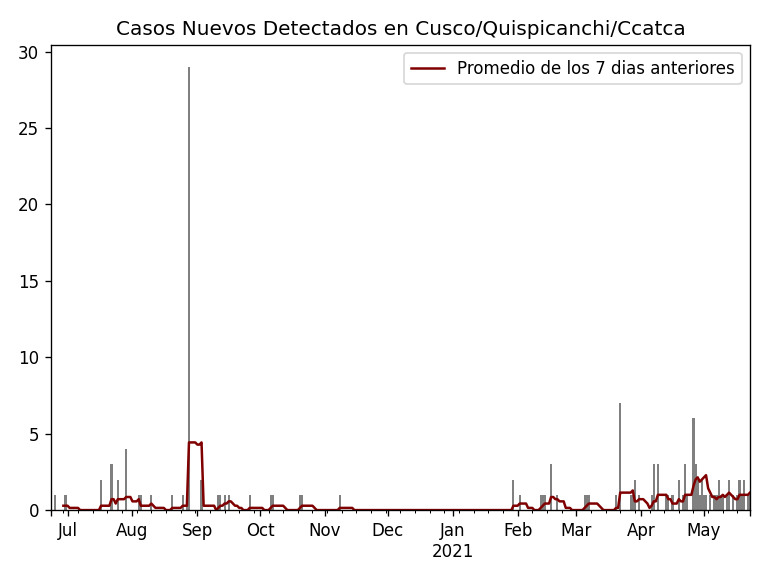 Casos Nuevos Detectados en Cusco/Quispicanchi/Ccatca
Promedio de los 7 dias anteriores
30
25
20
15
10
5
0
Jul Aug Sep Oct Nov Dec Jan Feb Mar Apr May
2021